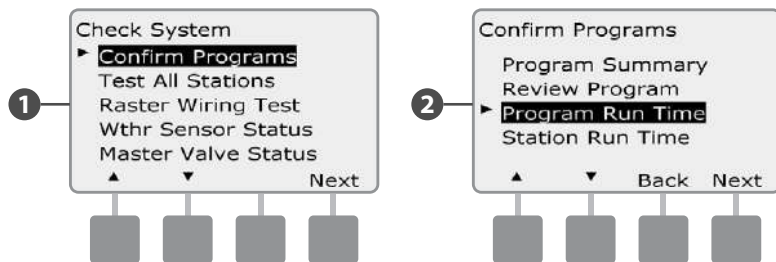 1
Check System
Confirm Programs
Test All Stations
Raster Wiring Test
Wthr Sensor Status
Master Valve Status
Next
2
Confirm Programs
Program Summary
Review Program
Program Run Time
Station Run Time
Back Next